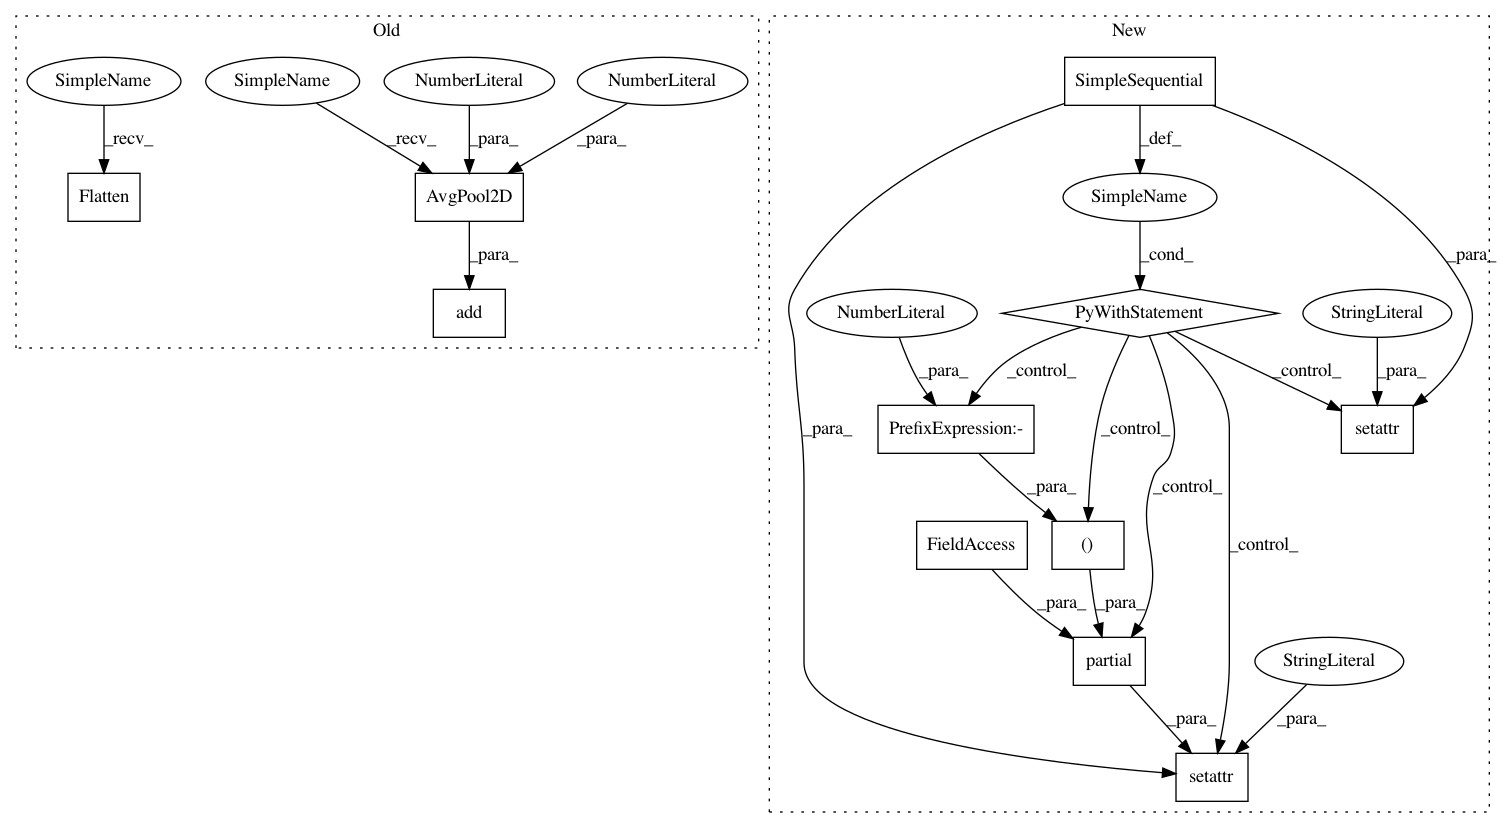 Old
New
SimpleName
SimpleName
NumberLiteral
NumberLiteral
SimpleSequential
_recv_
_recv_
_para_
_para_
_def_
Flatten
AvgPool2D
SimpleName
_para_
_cond_
_para_
add
NumberLiteral
PyWithStatement
StringLiteral
_para_
_control_
_control_
_para_
_para_
PrefixExpression:-
_control_
setattr
_para_
_control_
FieldAccess
()
_control_
_para_
_para_
partial
StringLiteral
_para_
_para_
setattr